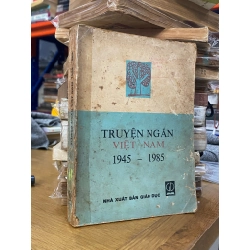 TRUYỆN NGẮN
VIỆT NAM
1945 - 1985
NHÀ XUẤT BẢN GIÁO DỤC